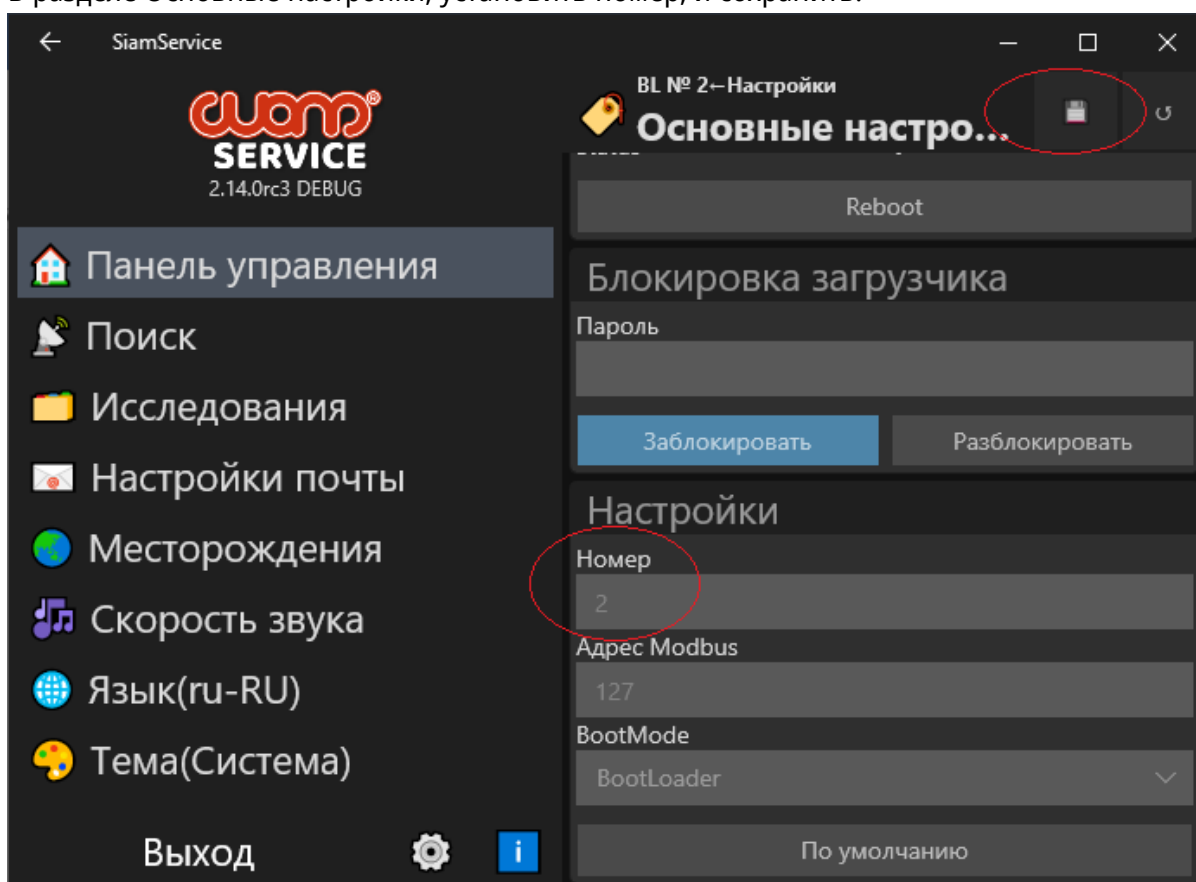 SiamService
BL № 2←Настройки
Основные настро...
СИАМ®
SERVICE
2.14.0rc3 DEBUG
Reboot
Панель управления
Поиск
Исследования
Настройки почты
Месторождения
Скорость звука
Язык(ru-RU)
Тема(Система)
Выход
Блокировка загрузчика
Пароль
Заблокировать
Разблокировать
Настройки
Номер
2
Адрес Modbus
127
BootMode
BootLoader
По умолчанию